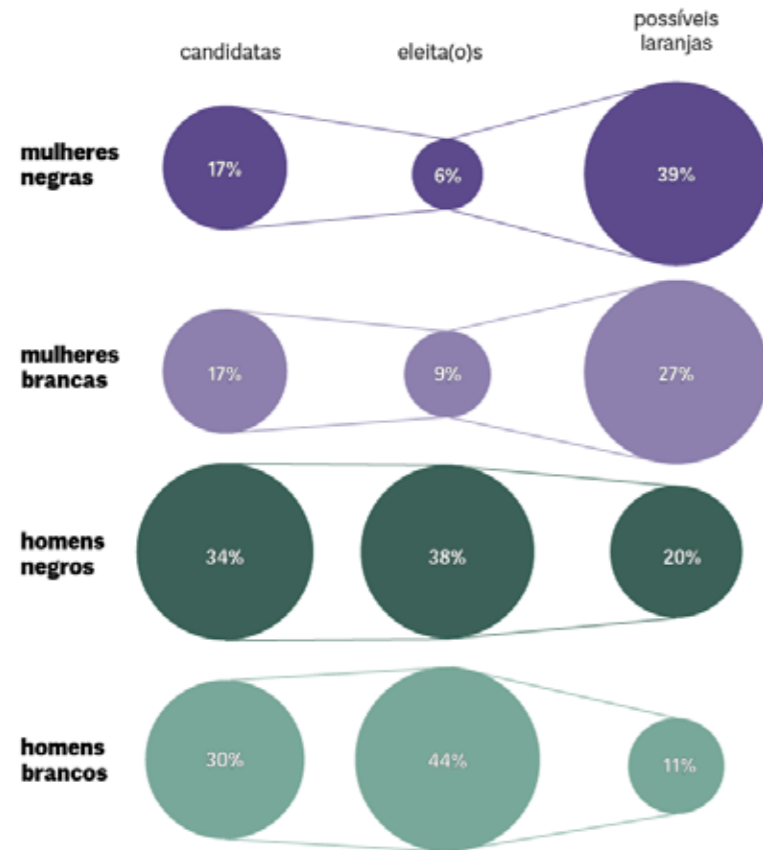 candidatas
eleita(o)s
possíveis
laranjas
mulheres
negras
17%
6%
39%
mulheres
brancas
17%
9%
27%
homens
negros
34%
38%
20%
homens
brancos
30%
44%
11%